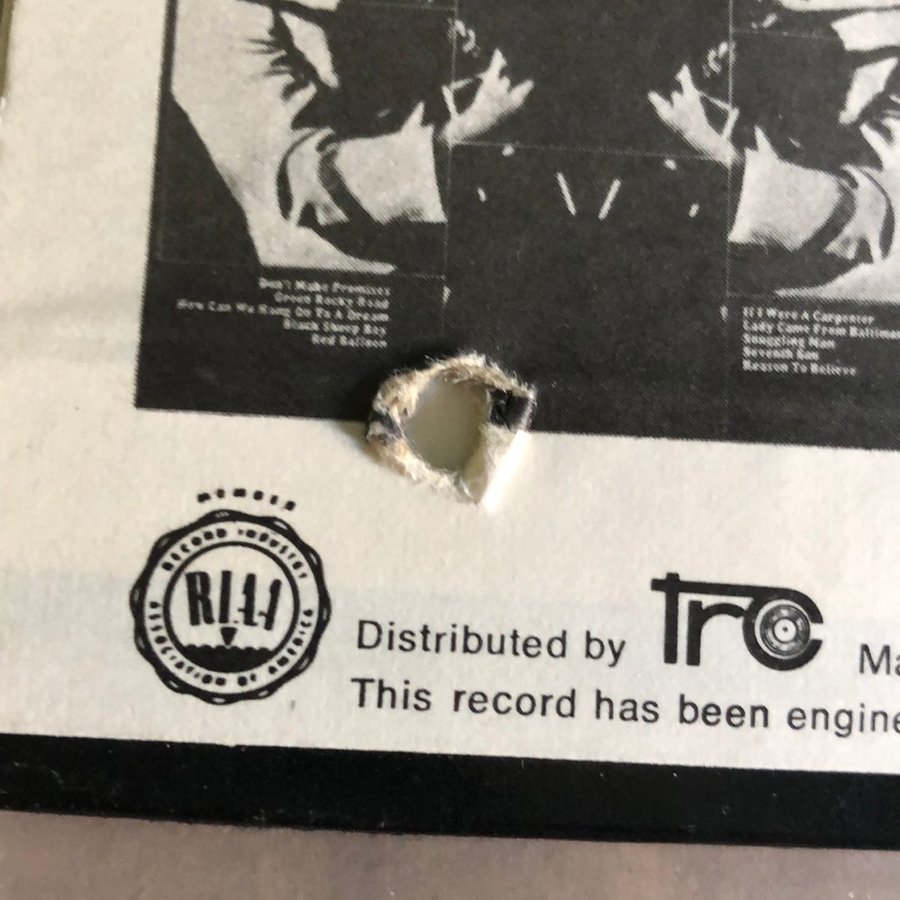 Don't Make Promises
Green Rocky Road
How Can We Hang On To A Dream
Black Sheep Boy
Red Balloon
If I Were A Carpenter
Lady Came From Baltimo
Smuggling Man
Seventh Son
Reason To Believe
MEMBER
RECORD INDUSTRY
RIAA
ASSOCIATION OF AMERICA
Distributed by TRC Ma
This record has been engine